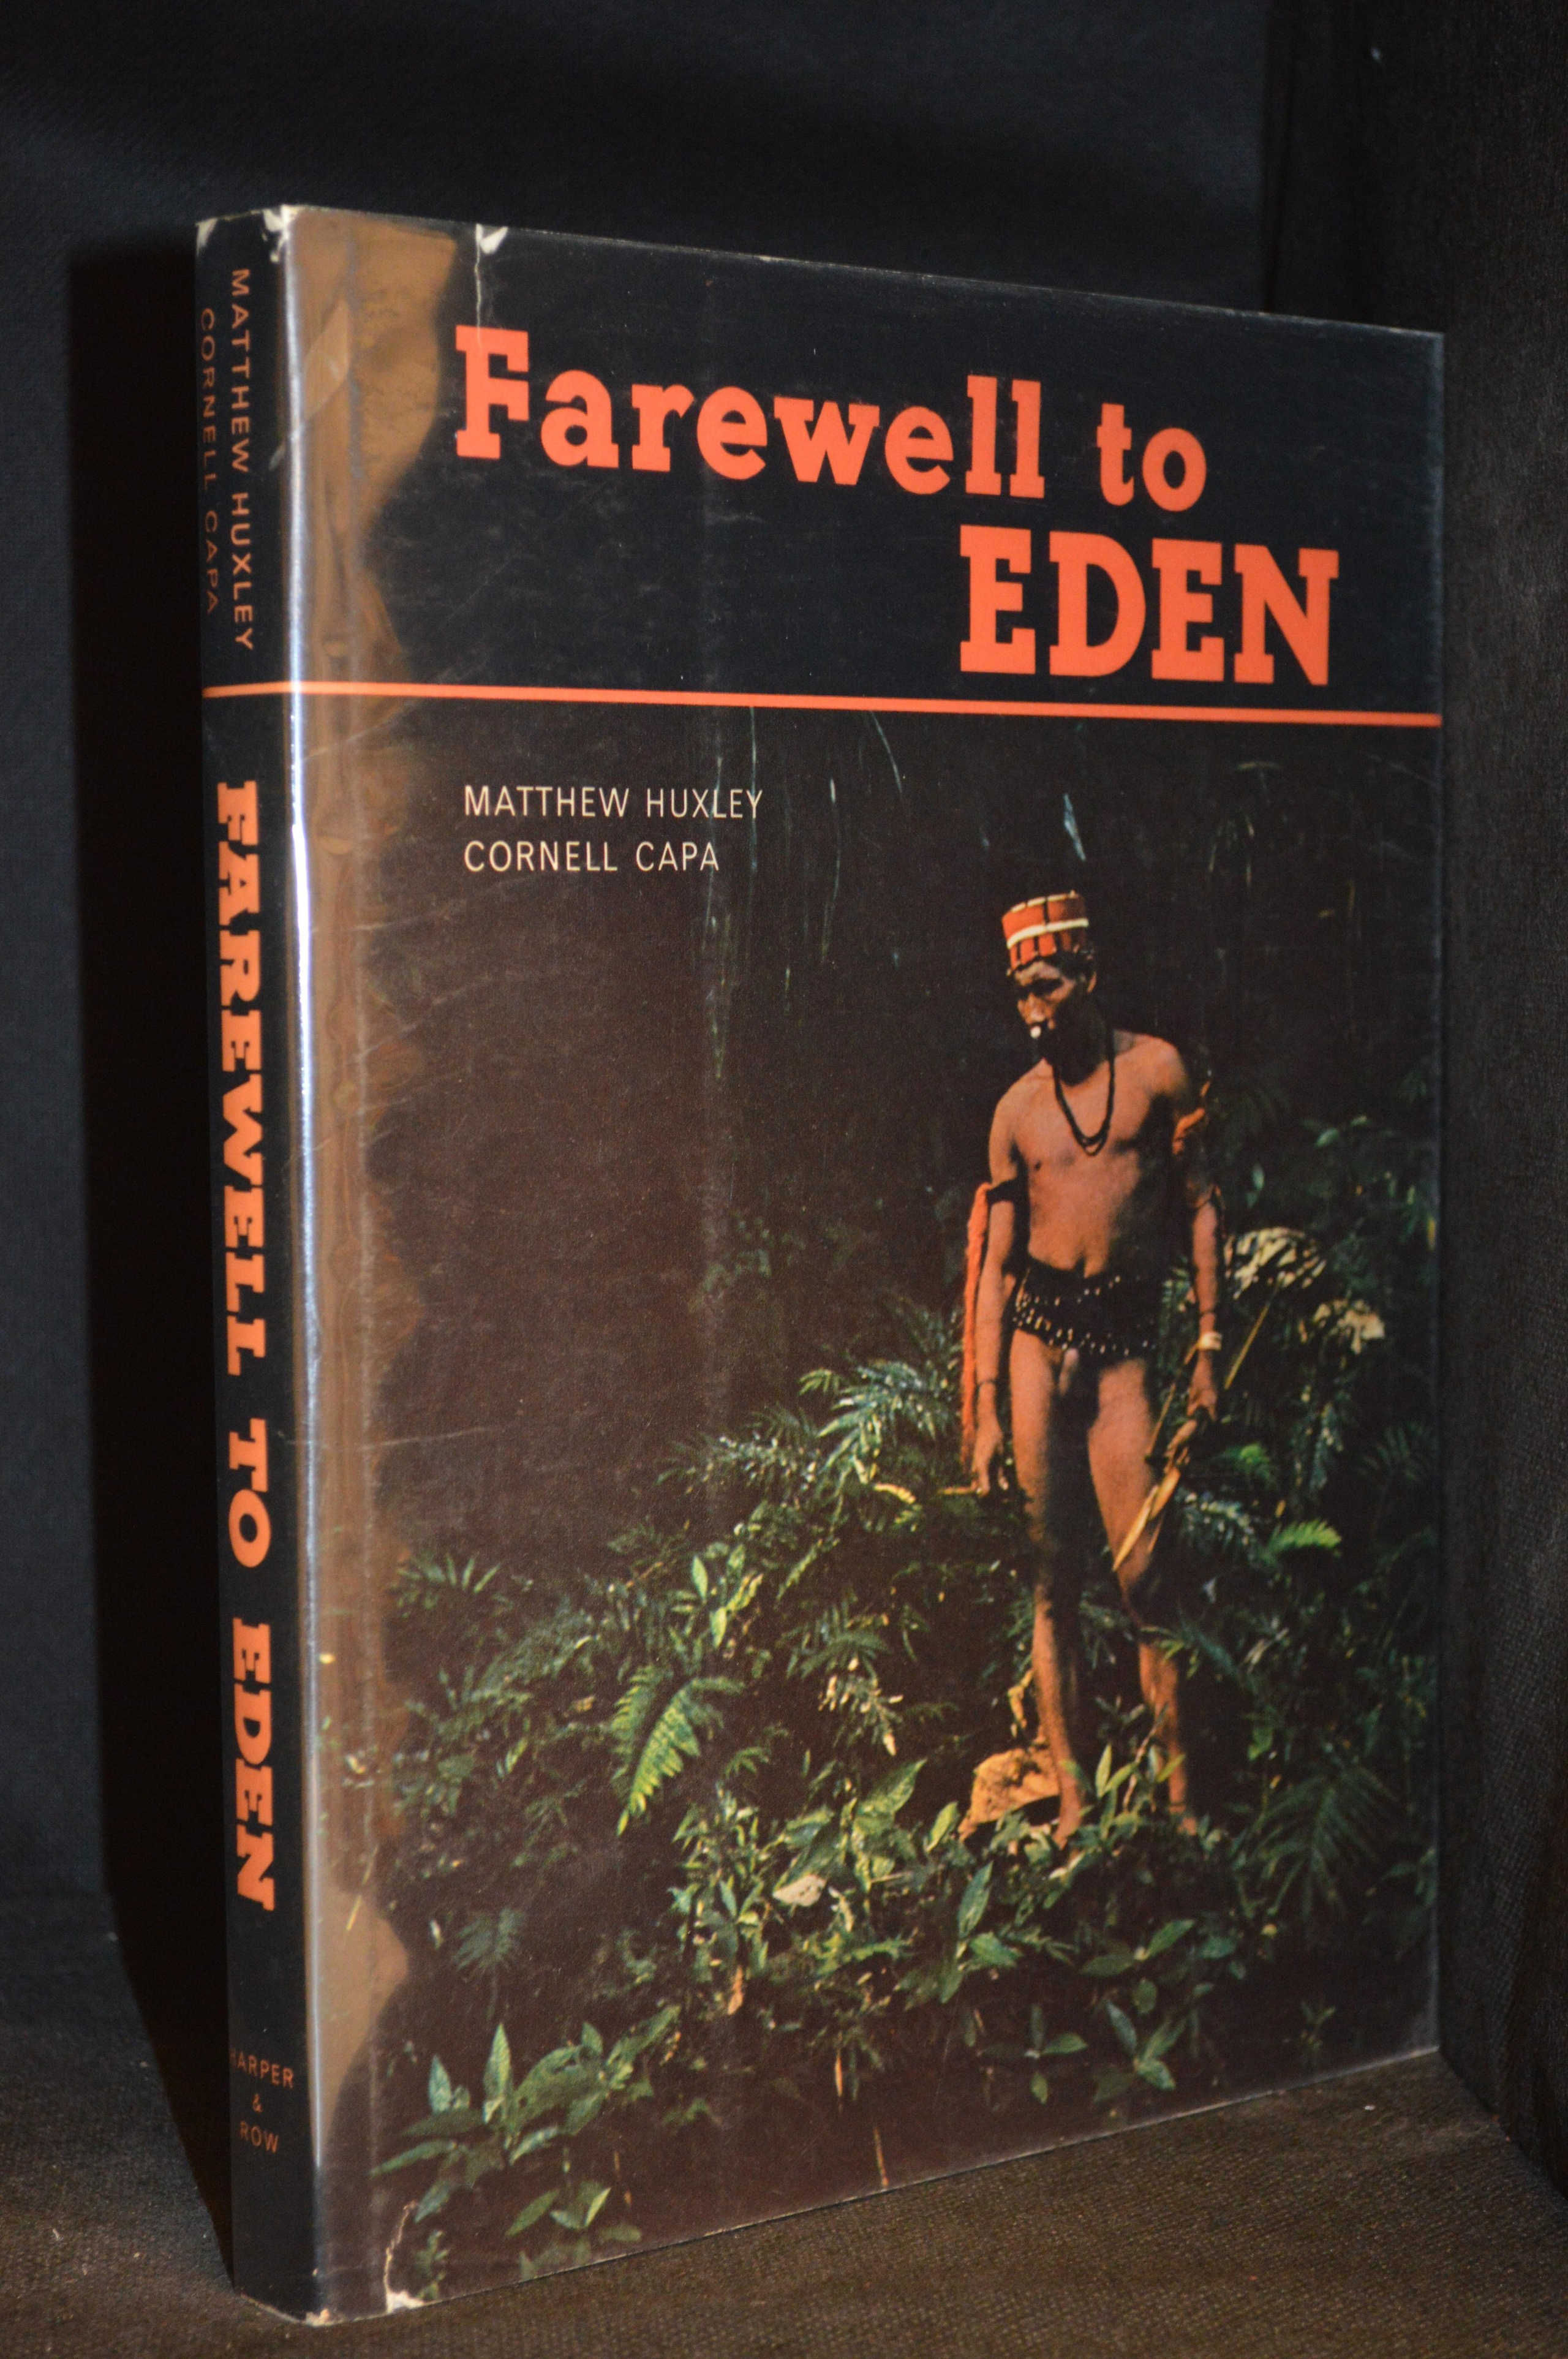 MATTHEW HUXLEY
CORNELL CAPA
FAREWELL TO EDEN
HARPER
&
ROW
Farewell to
EDEN
MATTHEW HUXLEY
CORNELL CAPA